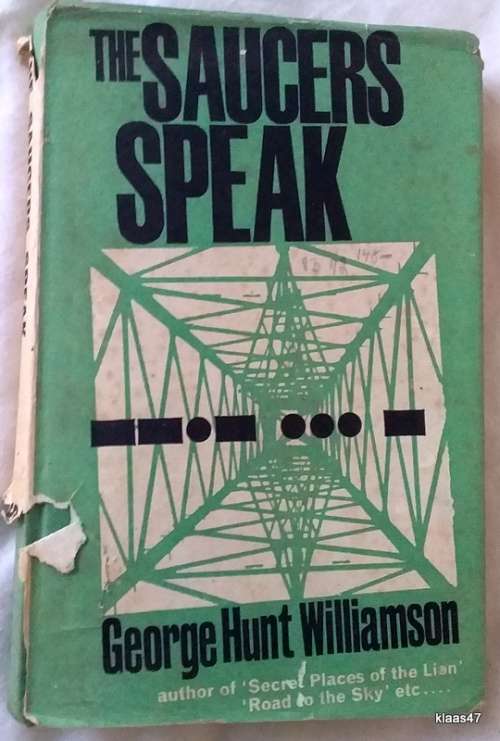 THE SAUCERS
SPEAK
George Hunt Williamson
author of 'Secret Places of the Lion'
'Road to the Sky' etc....
klaas47